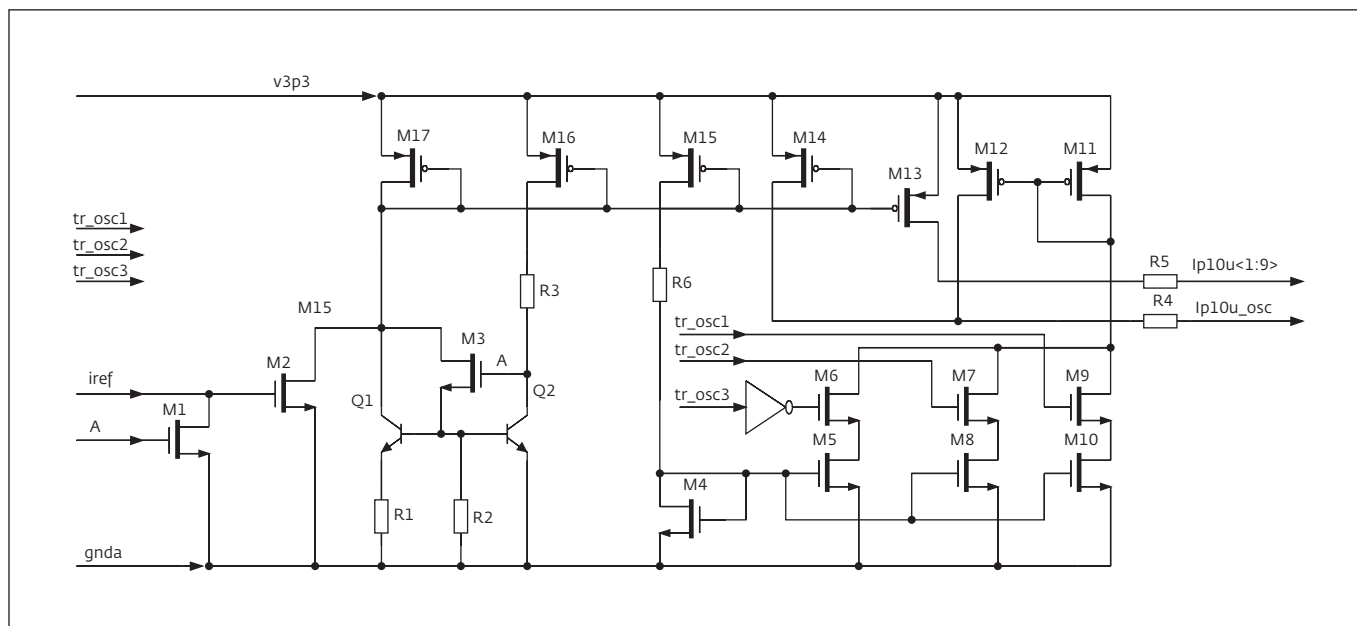 v3p3
M17
M16
M15
M14
M13
M12
M11
tr_osc1
tr_osc2
tr_osc3
R3
R6
R5
Ip10u<1:9>
R4
Ip10u_osc
M15
M3
A
tr_osc1
tr_osc2
tr_osc3
M2
iref
M1
A
Q1
Q2
M6
M7
M9
M5
M8
M10
M4
R1
R2
gnda